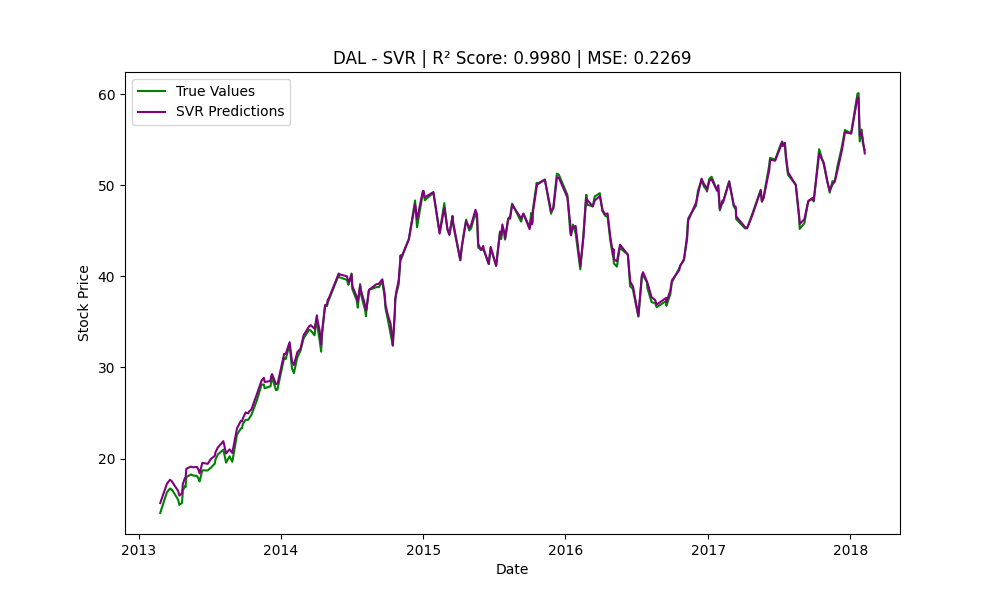 DAL - SVR | R² Score: 0.9980 | MSE: 0.2269
True Values
SVR Predictions
Stock Price
60
50
40
30
20
2013 2014 2015 2016 2017 2018
Date